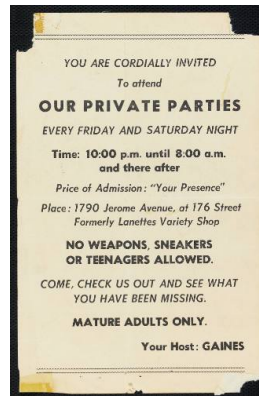 YOU ARE CORDIALLY INVITED
To attend
OUR PRIVATE PARTIES
EVERY FRIDAY AND SATURDAY NIGHT
Time: 10:00 p.m. until 8:00 a.m.
and there after
Price of Admission: "Your Presence"
Place: 1790 Jerome Avenue, at 176 Street
Formerly Lanettes Variety Shop
NO WEAPONS, SNEAKERS
OR TEENAGERS ALLOWED.
COME, CHECK US OUT AND SEE WHAT
YOU HAVE BEEN MISSING.
MATURE ADULTS ONLY.
Your Host: GAINES